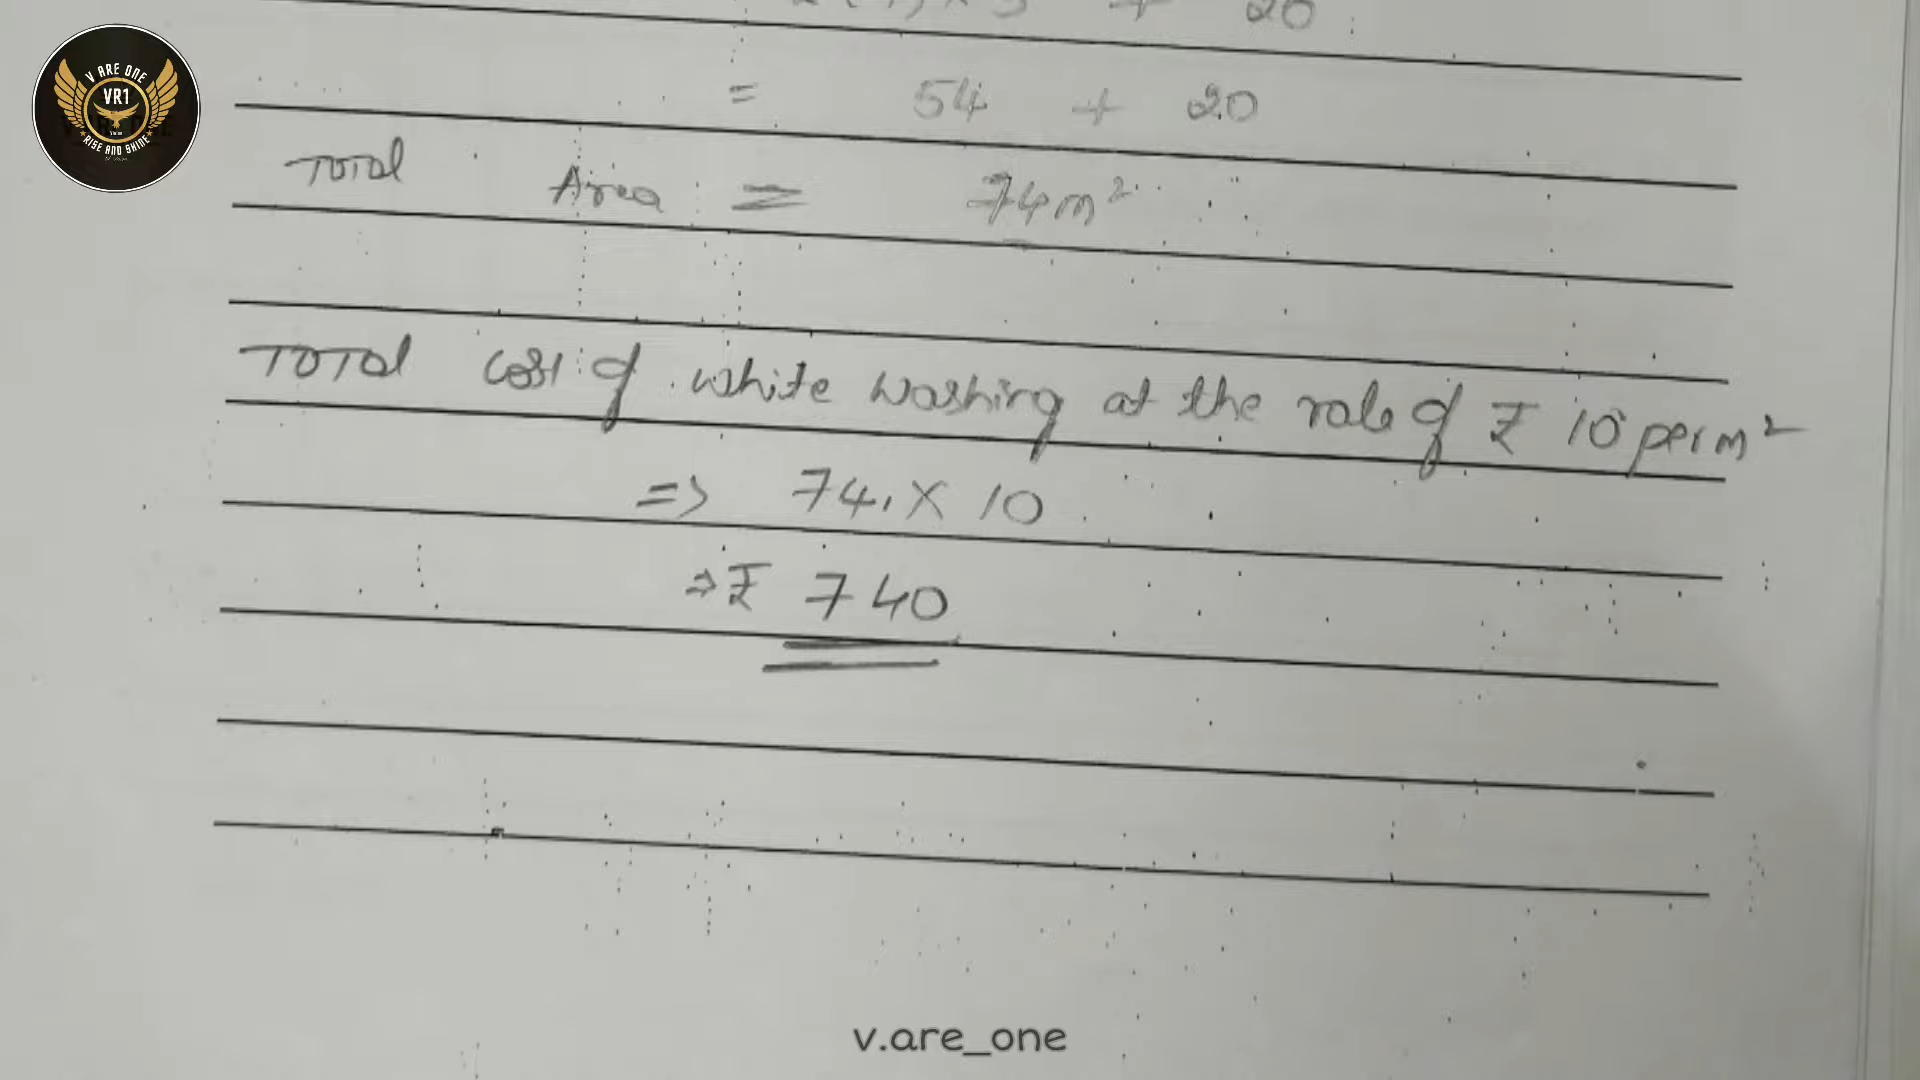 V ARE ONE
VR1
RISE AND SHINE
+ 20
= 54 + 20
Total Area = 74m²
Total cost of white washing at the rate of ₹ 10 per m²
=> 74 × 10
⇒ ₹ 740
v.are_one